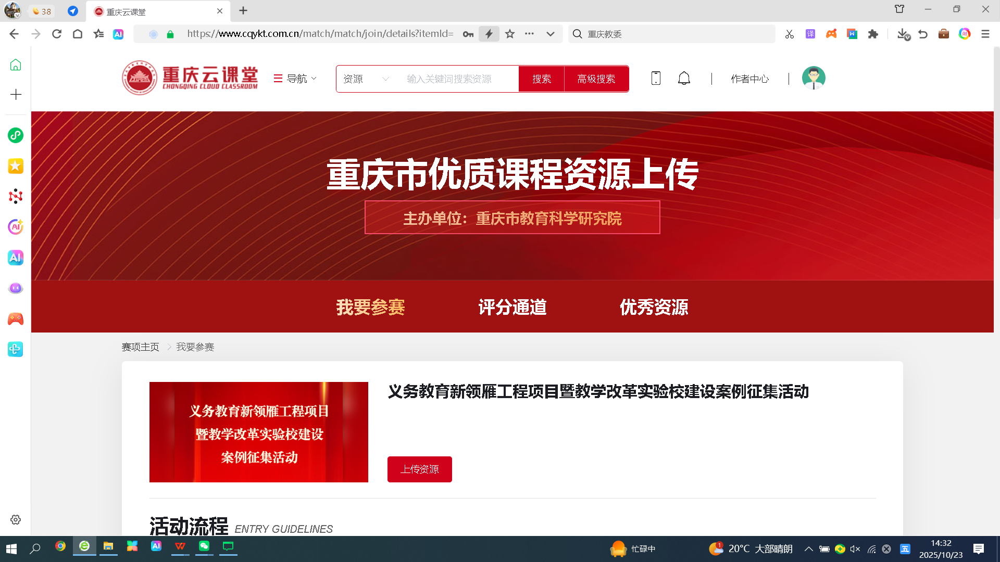 38
重庆云课堂
https://www.cqykt.com.cn/match/match/join/details?itemId=
重庆教委
重庆云课堂
CHONGQING CLOUD CLASSROOM
导航
资源
输入关键词搜索资源
搜索
高级搜索
作者中心
重庆市优质课程资源上传
主办单位：重庆市教育科学研究院
我要参赛
评分通道
优秀资源
赛项主页
我要参赛
义务教育新领雁工程项目
暨教学改革实验校建设
案例征集活动
义务教育新领雁工程项目暨教学改革实验校建设案例征集活动
上传资源
活动流程 ENTRY GUIDELINES
忙碌中
1
20°C 大部晴朗
五
14:32
2025/10/23